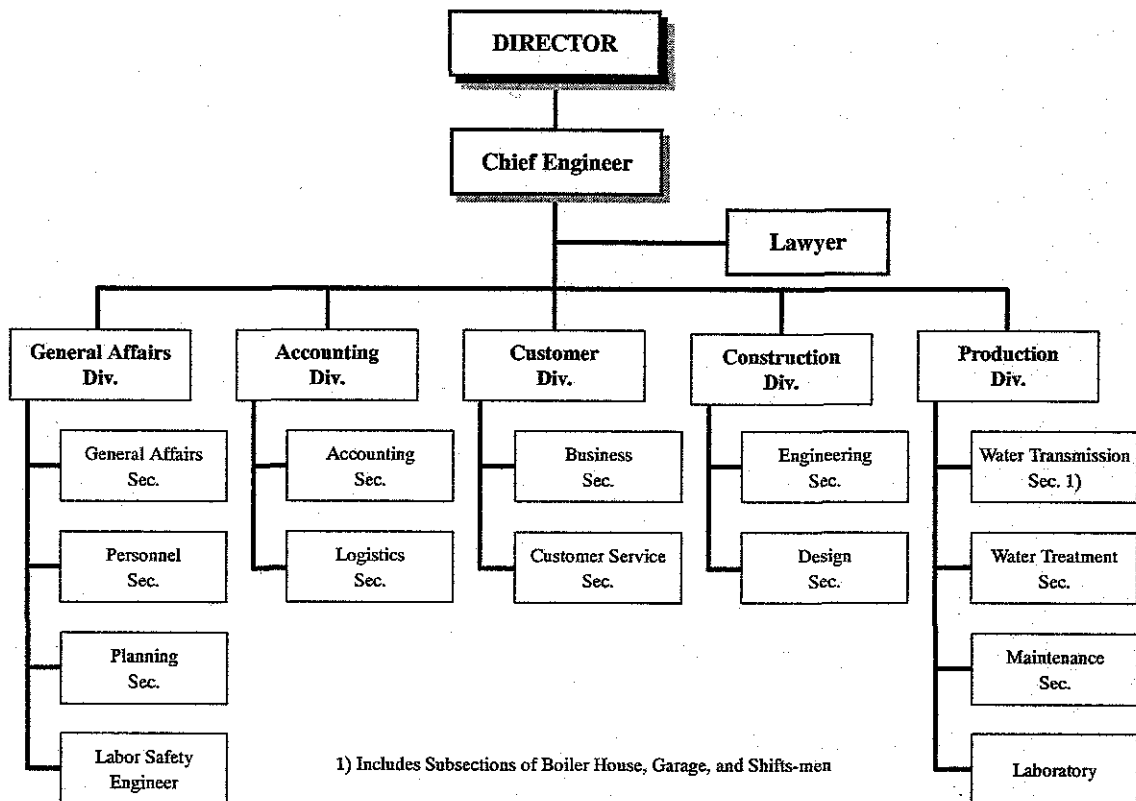 DIRECTOR
Chief Engineer
Lawyer
General Affairs
Div.
Accounting
Div.
Customer
Div.
Construction
Div.
Production
Div.
General Affairs
Sec.
Personnel
Sec.
Planning
Sec.
Labor Safety
Engineer
Accounting
Sec.
Logistics
Sec.
Business
Sec.
Customer Service
Sec.
Engineering
Sec.
Design
Sec.
Water Transmission
Sec. 1)
Water Treatment
Sec.
Maintenance
Sec.
Laboratory
1) Includes Subsections of Boiler House, Garage, and Shifts-men